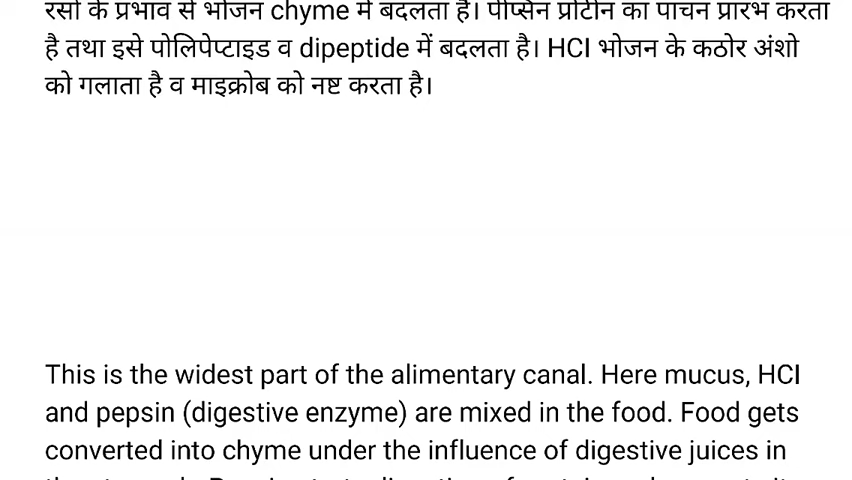 रसों के प्रभाव से भोजन chyme में बदलता है। पेप्सिन प्रोटीन का पाचन प्रारंभ करता
है तथा इसे पोलिपेप्टाइड व dipeptide में बदलता है। HCl भोजन के कठोर अंशो
को गलाता है व माइक्रोब को नष्ट करता है।
This is the widest part of the alimentary canal. Here mucus, HCl
and pepsin (digestive enzyme) are mixed in the food. Food gets
converted into chyme under the influence of digestive juices in